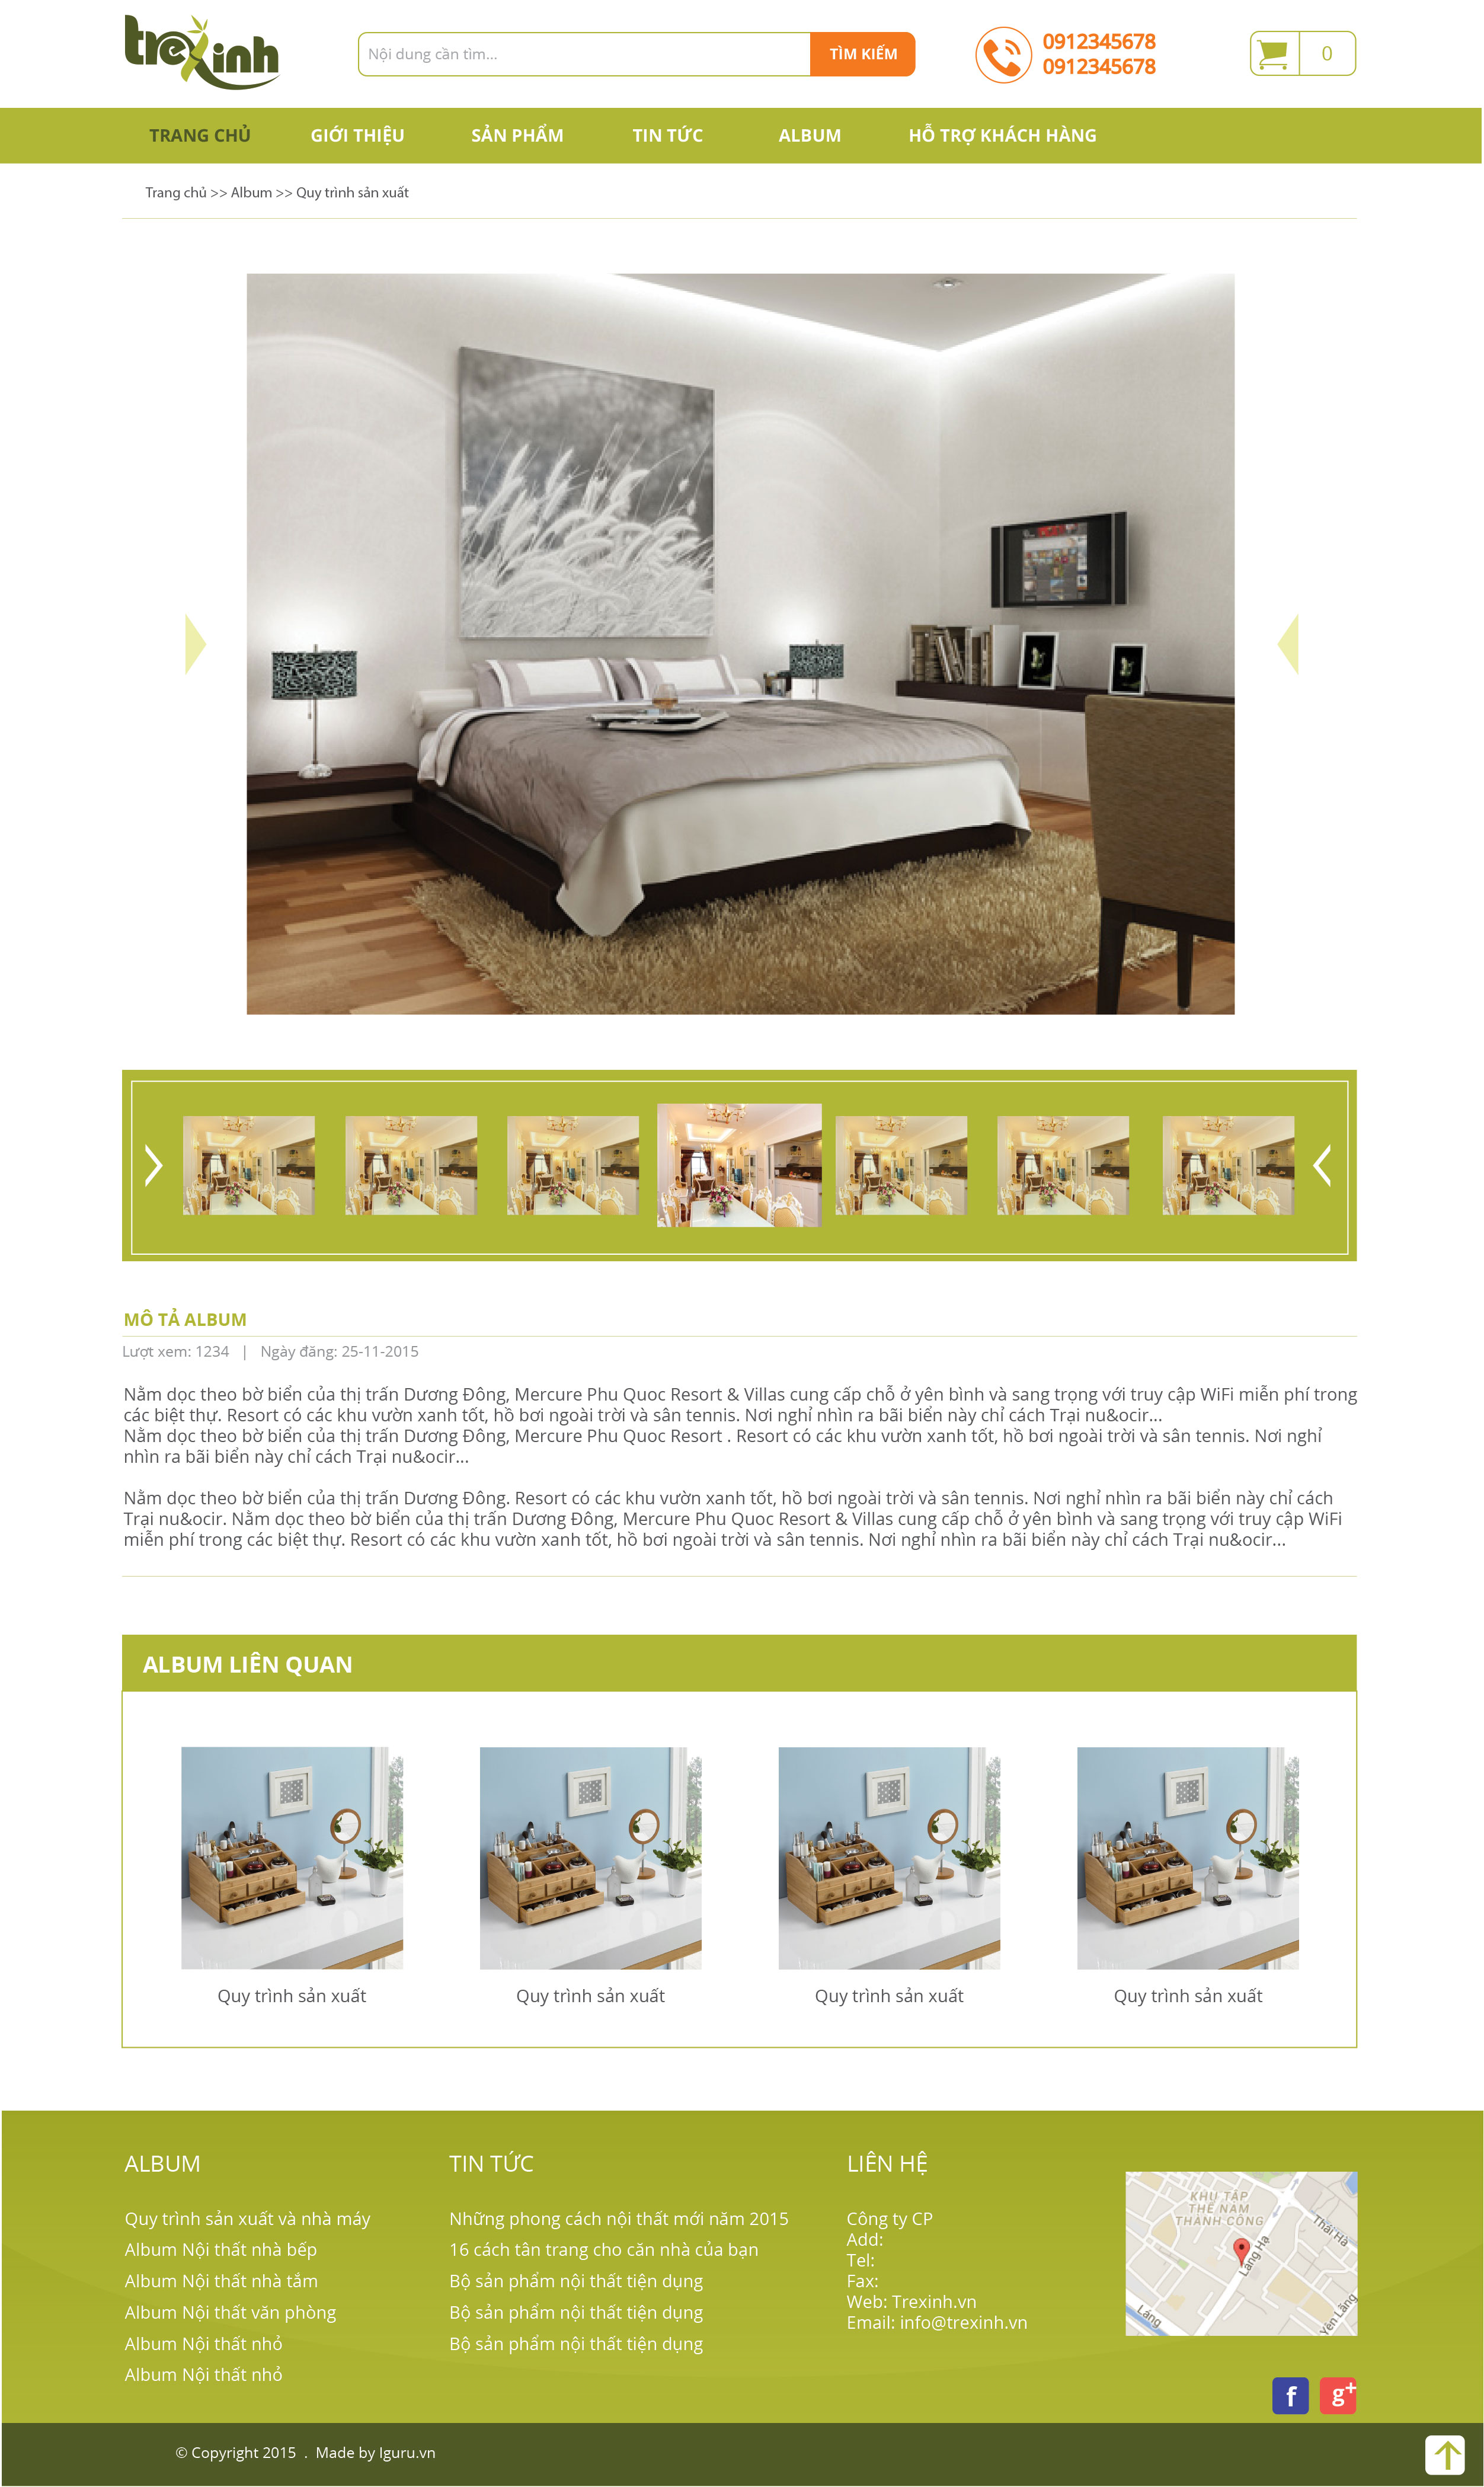 trexinh
Nội dung cần tìm...
TÌM KIẾM
0912345678
0912345678
0
TRANG CHỦ
GIỚI THIỆU
SẢN PHẨM
TIN TỨC
ALBUM
HỖ TRỢ KHÁCH HÀNG
Trang chủ >> Album >> Quy trình sản xuất
MÔ TẢ ALBUM
Lượt xem: 1234 | Ngày đăng: 25-11-2015
Nằm dọc theo bờ biển của thị trấn Dương Đông, Mercure Phu Quoc Resort & Villas cung cấp chỗ ở yên bình và sang trọng với truy cập WiFi miễn phí trong
các biệt thự. Resort có các khu vườn xanh tốt, hồ bơi ngoài trời và sân tennis. Nơi nghỉ nhìn ra bãi biển này chỉ cách Trại nu&ocir...
Nằm dọc theo bờ biển của thị trấn Dương Đông, Mercure Phu Quoc Resort . Resort có các khu vườn xanh tốt, hồ bơi ngoài trời và sân tennis. Nơi nghỉ
nhìn ra bãi biển này chỉ cách Trại nu&ocir...
Nằm dọc theo bờ biển của thị trấn Dương Đông. Resort có các khu vườn xanh tốt, hồ bơi ngoài trời và sân tennis. Nơi nghỉ nhìn ra bãi biển này chỉ cách
Trại nu&ocir. Nằm dọc theo bờ biển của thị trấn Dương Đông, Mercure Phu Quoc Resort & Villas cung cấp chỗ ở yên bình và sang trọng với truy cập WiFi
miễn phí trong các biệt thự. Resort có các khu vườn xanh tốt, hồ bơi ngoài trời và sân tennis. Nơi nghỉ nhìn ra bãi biển này chỉ cách Trại nu&ocir...
ALBUM LIÊN QUAN
Quy trình sản xuất
Quy trình sản xuất
Quy trình sản xuất
Quy trình sản xuất
ALBUM
Quy trình sản xuất và nhà máy
Album Nội thất nhà bếp
Album Nội thất nhà tắm
Album Nội thất văn phòng
Album Nội thất nhỏ
Album Nội thất nhỏ
TIN TỨC
Những phong cách nội thất mới năm 2015
16 cách tân trang cho căn nhà của bạn
Bộ sản phẩm nội thất tiện dụng
Bộ sản phẩm nội thất tiện dụng
Bộ sản phẩm nội thất tiện dụng
LIÊN HỆ
Công ty CP
Add:
Tel:
Fax:
Web: Trexinh.vn
Email: info@trexinh.vn
KHU TẬP
THỂ NAM
THÀNH CÔNG
Thái Hà
Láng Hạ
Láng
Yên Lãng
f
g+
© Copyright 2015 . Made by Iguru.vn